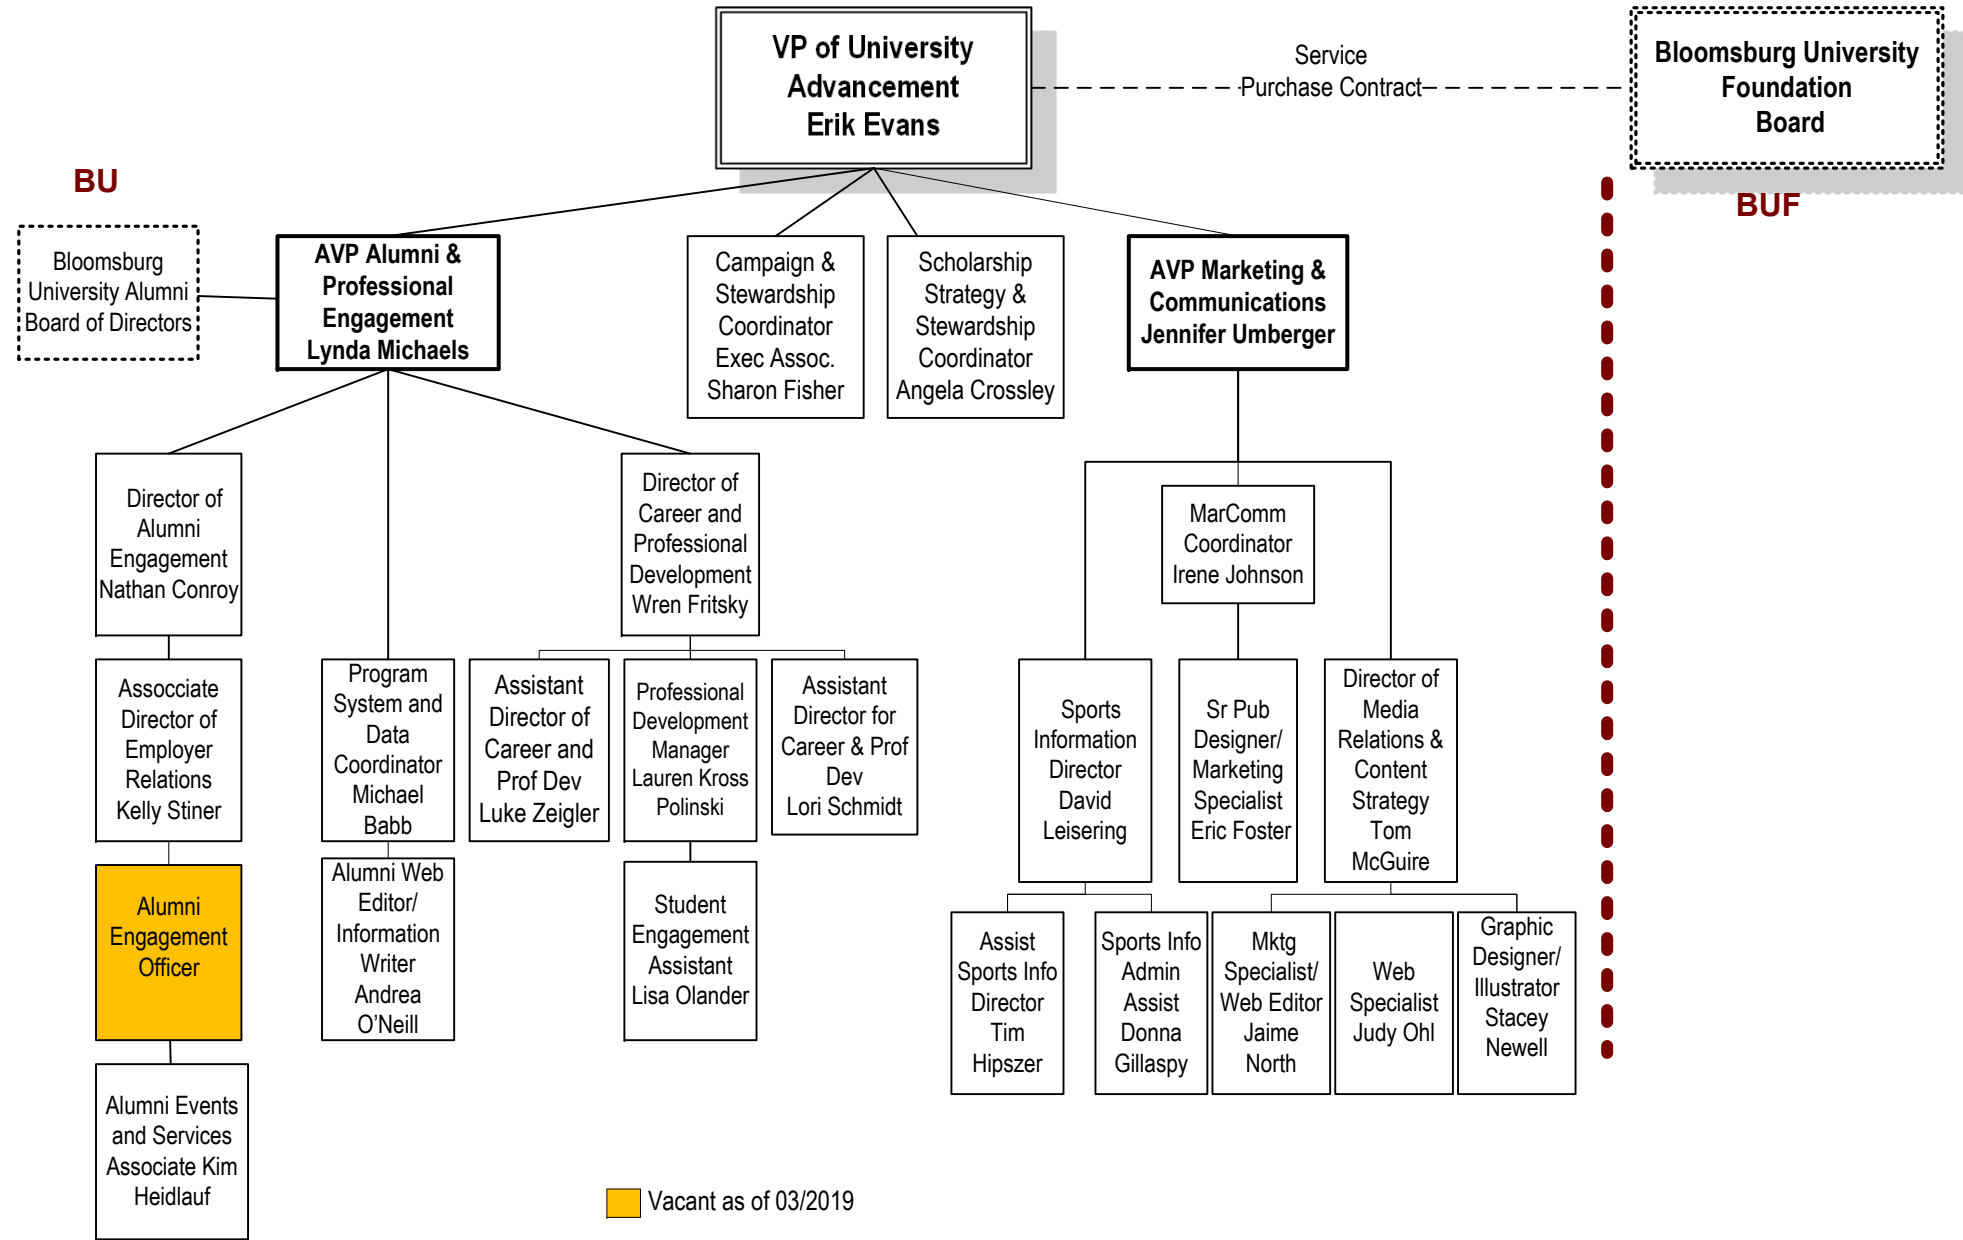 VP of University
Advancement
Erik Evans
Service
Purchase Contract
Bloomsburg University
Foundation
Board
BU
BUF
Bloomsburg
University Alumni
Board of Directors
AVP Alumni &
Professional
Engagement
Lynda Michaels
Campaign &
Stewardship
Coordinator
Exec Assoc.
Sharon Fisher
Scholarship
Strategy &
Stewardship
Coordinator
Angela Crossley
AVP Marketing &
Communications
Jennifer Umberger
Director of
Alumni
Engagement
Nathan Conroy
Director of
Career and
Professional
Development
Wren Fritsky
MarComm
Coordinator
Irene Johnson
Assocciate
Director of
Employer
Relations
Kelly Stiner
Program
System and
Data
Coordinator
Michael
Babb
Assistant
Director of
Career and
Prof Dev
Luke Zeigler
Professional
Development
Manager
Lauren Kross
Polinski
Assistant
Director for
Career & Prof
Dev
Lori Schmidt
Sports
Information
Director
David
Leisering
Sr Pub
Designer/
Marketing
Specialist
Eric Foster
Director of
Media
Relations &
Content
Strategy
Tom
McGuire
Alumni
Engagement
Officer
Alumni Web
Editor/
Information
Writer
Andrea
O’Neill
Student
Engagement
Assistant
Lisa Olander
Assist
Sports Info
Director
Tim
Hipszer
Sports Info
Admin
Assist
Donna
Gillaspy
Mktg
Specialist/
Web Editor
Jaime
North
Web
Specialist
Judy Ohl
Graphic
Designer/
Illustrator
Stacey
Newell
Alumni Events
and Services
Associate Kim
Heidlauf
Vacant as of 03/2019